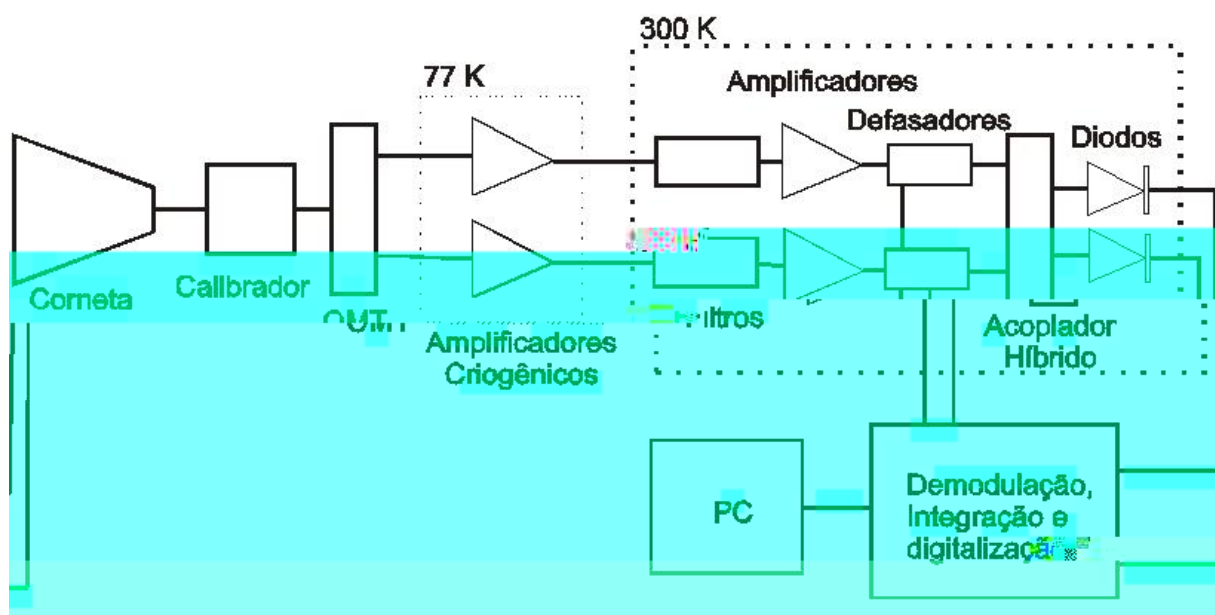 300 K
77 K
Amplificadores
Defasadores
Diodos
Corneta
Calibrador
Amplificadores
Criogênicos
Acoplador
Híbrido
PC
Demodulação,
Integração e